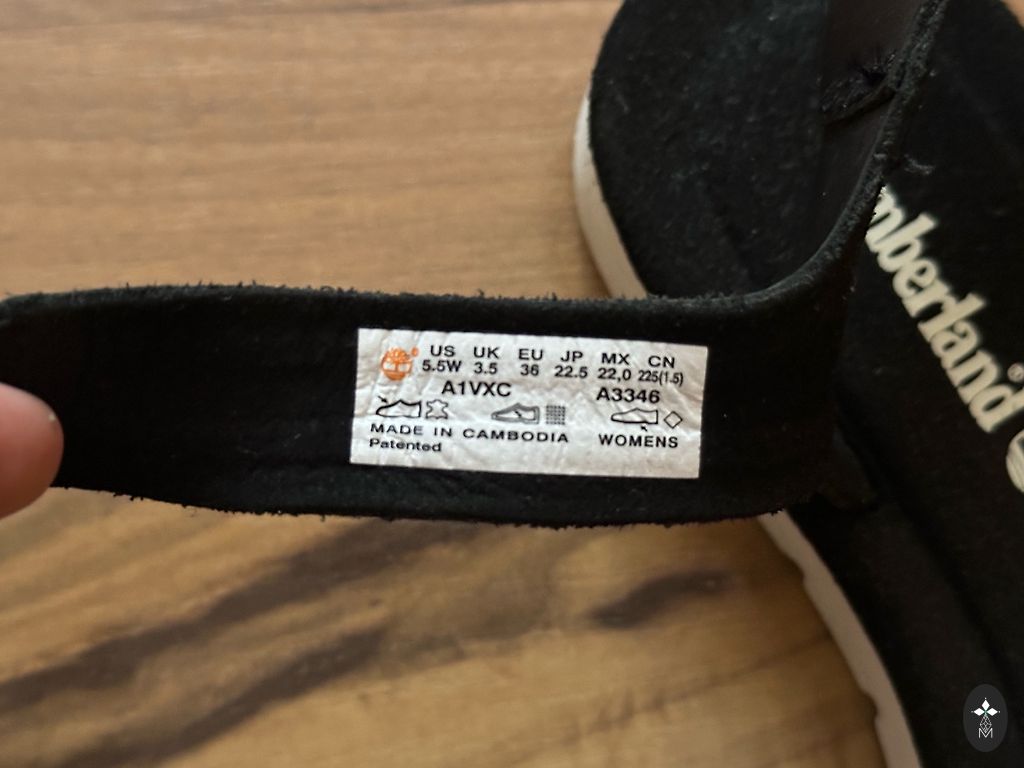 US UK EU JP MX CN
5.5W 3.5 36 22.5 22,0 225(1.5)
A1VXC A3346
MADE IN CAMBODIA WOMENS
Patented
mberland®
M